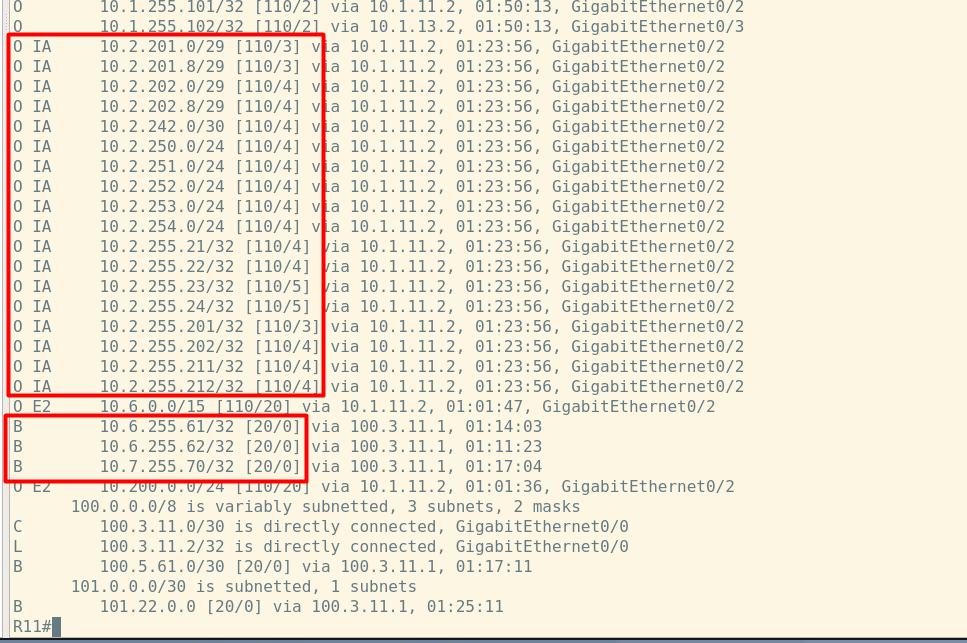 O        10.1.255.101/32 [110/2] via 10.1.11.2, 01:50:13, GigabitEthernet0/2
O        10.1.255.102/32 [110/2] via 10.1.13.2, 01:50:13, GigabitEthernet0/3
O IA     10.2.201.0/29 [110/3] via 10.1.11.2, 01:23:56, GigabitEthernet0/2
O IA     10.2.201.8/29 [110/3] via 10.1.11.2, 01:23:56, GigabitEthernet0/2
O IA     10.2.202.0/29 [110/4] via 10.1.11.2, 01:23:56, GigabitEthernet0/2
O IA     10.2.202.8/29 [110/4] via 10.1.11.2, 01:23:56, GigabitEthernet0/2
O IA     10.2.242.0/30 [110/4] via 10.1.11.2, 01:23:56, GigabitEthernet0/2
O IA     10.2.250.0/24 [110/4] via 10.1.11.2, 01:23:56, GigabitEthernet0/2
O IA     10.2.251.0/24 [110/4] via 10.1.11.2, 01:23:56, GigabitEthernet0/2
O IA     10.2.252.0/24 [110/4] via 10.1.11.2, 01:23:56, GigabitEthernet0/2
O IA     10.2.253.0/24 [110/4] via 10.1.11.2, 01:23:56, GigabitEthernet0/2
O IA     10.2.254.0/24 [110/4] via 10.1.11.2, 01:23:56, GigabitEthernet0/2
O IA     10.2.255.21/32 [110/4] via 10.1.11.2, 01:23:56, GigabitEthernet0/2
O IA     10.2.255.22/32 [110/4] via 10.1.11.2, 01:23:56, GigabitEthernet0/2
O IA     10.2.255.23/32 [110/5] via 10.1.11.2, 01:23:56, GigabitEthernet0/2
O IA     10.2.255.24/32 [110/5] via 10.1.11.2, 01:23:56, GigabitEthernet0/2
O IA     10.2.255.201/32 [110/3] via 10.1.11.2, 01:23:56, GigabitEthernet0/2
O IA     10.2.255.202/32 [110/4] via 10.1.11.2, 01:23:56, GigabitEthernet0/2
O IA     10.2.255.211/32 [110/4] via 10.1.11.2, 01:23:56, GigabitEthernet0/2
O IA     10.2.255.212/32 [110/4] via 10.1.11.2, 01:23:56, GigabitEthernet0/2
O E2     10.6.0.0/15 [110/20] via 10.1.11.2, 01:01:47, GigabitEthernet0/2
B        10.6.255.61/32 [20/0] via 100.3.11.1, 01:14:03
B        10.6.255.62/32 [20/0] via 100.3.11.1, 01:11:23
B        10.7.255.70/32 [20/0] via 100.3.11.1, 01:17:04
O E2     10.200.0.0/24 [110/20] via 10.1.11.2, 01:01:36, GigabitEthernet0/2
      100.0.0.0/8 is variably subnetted, 3 subnets, 2 masks
C        100.3.11.0/30 is directly connected, GigabitEthernet0/0
L        100.3.11.2/32 is directly connected, GigabitEthernet0/0
B        100.5.61.0/30 [20/0] via 100.3.11.1, 01:17:11
      101.0.0.0/30 is subnetted, 1 subnets
B        101.22.0.0 [20/0] via 100.3.11.1, 01:25:11
R11#